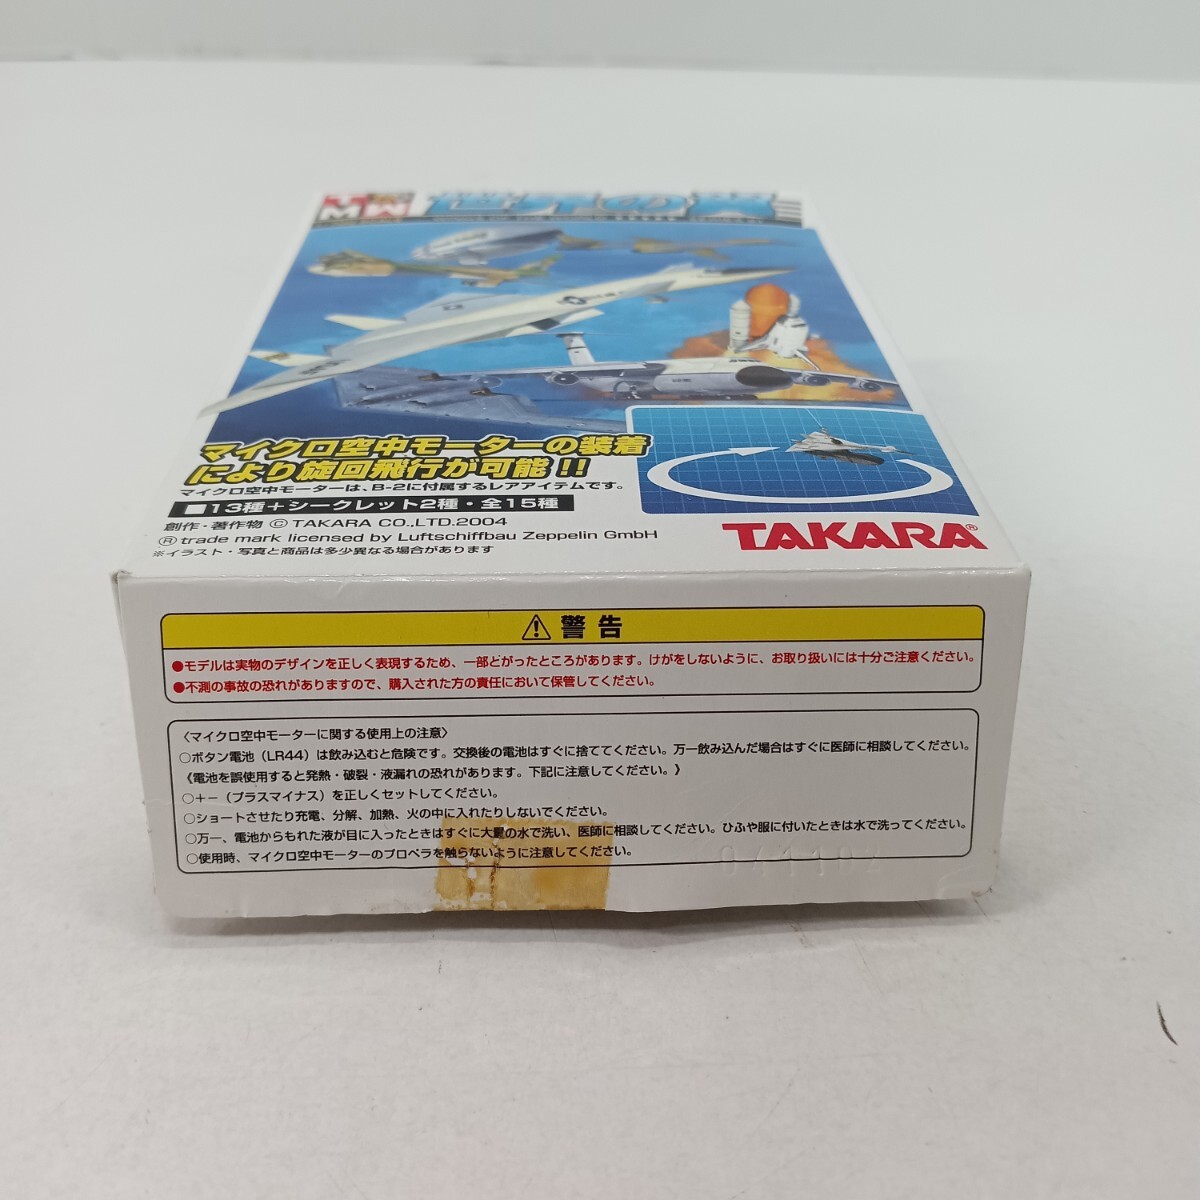 TMW 世界の翼
マイクロ空中モーターの装着
により旋回飛行が可能!!
マイクロ空中モーターは、B-2に付属するレアアイテムです。
■13種+シークレット2種・全15種
創作・著作物 © TAKARA CO.,LTD.2004
Ⓡtrade mark licensed by Luftschiffbau Zeppelin GmbH
※イラスト・写真と商品は多少異なる場合があります
TAKARA®
⚠警告
●モデルは実物のデザインを正しく表現するため、一部とがったところがあります。けがをしないように、お取り扱いには十分ご注意ください。
●不測の事故の恐れがありますので、購入された方の責任において保管してください。
〈マイクロ空中モーターに関する使用上の注意〉
○ボタン電池(LR44)は飲み込むと危険です。交換後の電池はすぐに捨ててください。万一飲み込んだ場合はすぐに医師に相談してください。
《電池を誤使用すると発熱・破裂・液漏れの恐れがあります。下記に注意してください。》
○+−(プラスマイナス)を正しくセットしてください。
○ショートさせたり充電、分解、加熱、火の中に入れたりしないでください。
○万一、電池からもれた液が目に入ったときはすぐに大量の水で洗い、医師に相談してください。ひふや服に付いたときは水で洗ってください。
○使用時、マイクロ空中モーターのプロペラを触らないように注意してください。